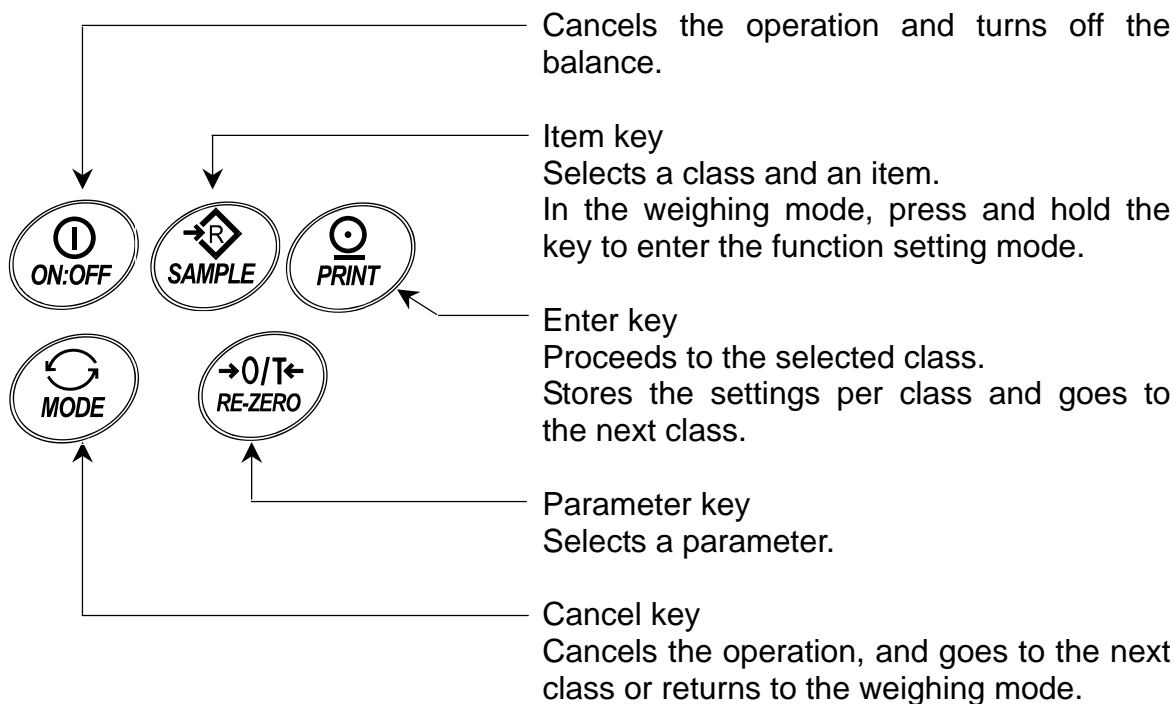 Cancels the operation and turns off the
balance.
Item key
Selects a class and an item.
In the weighing mode, press and hold the
key to enter the function setting mode.
R
ON:OFF
SAMPLE
PRINT
Enter key
Proceeds to the selected class.
Stores the settings per class and goes to
the next class.
→0/T←
MODE
RE-ZERO
Parameter key
Selects a parameter.
Cancel key
Cancels the operation, and goes to the next
class or returns to the weighing mode.